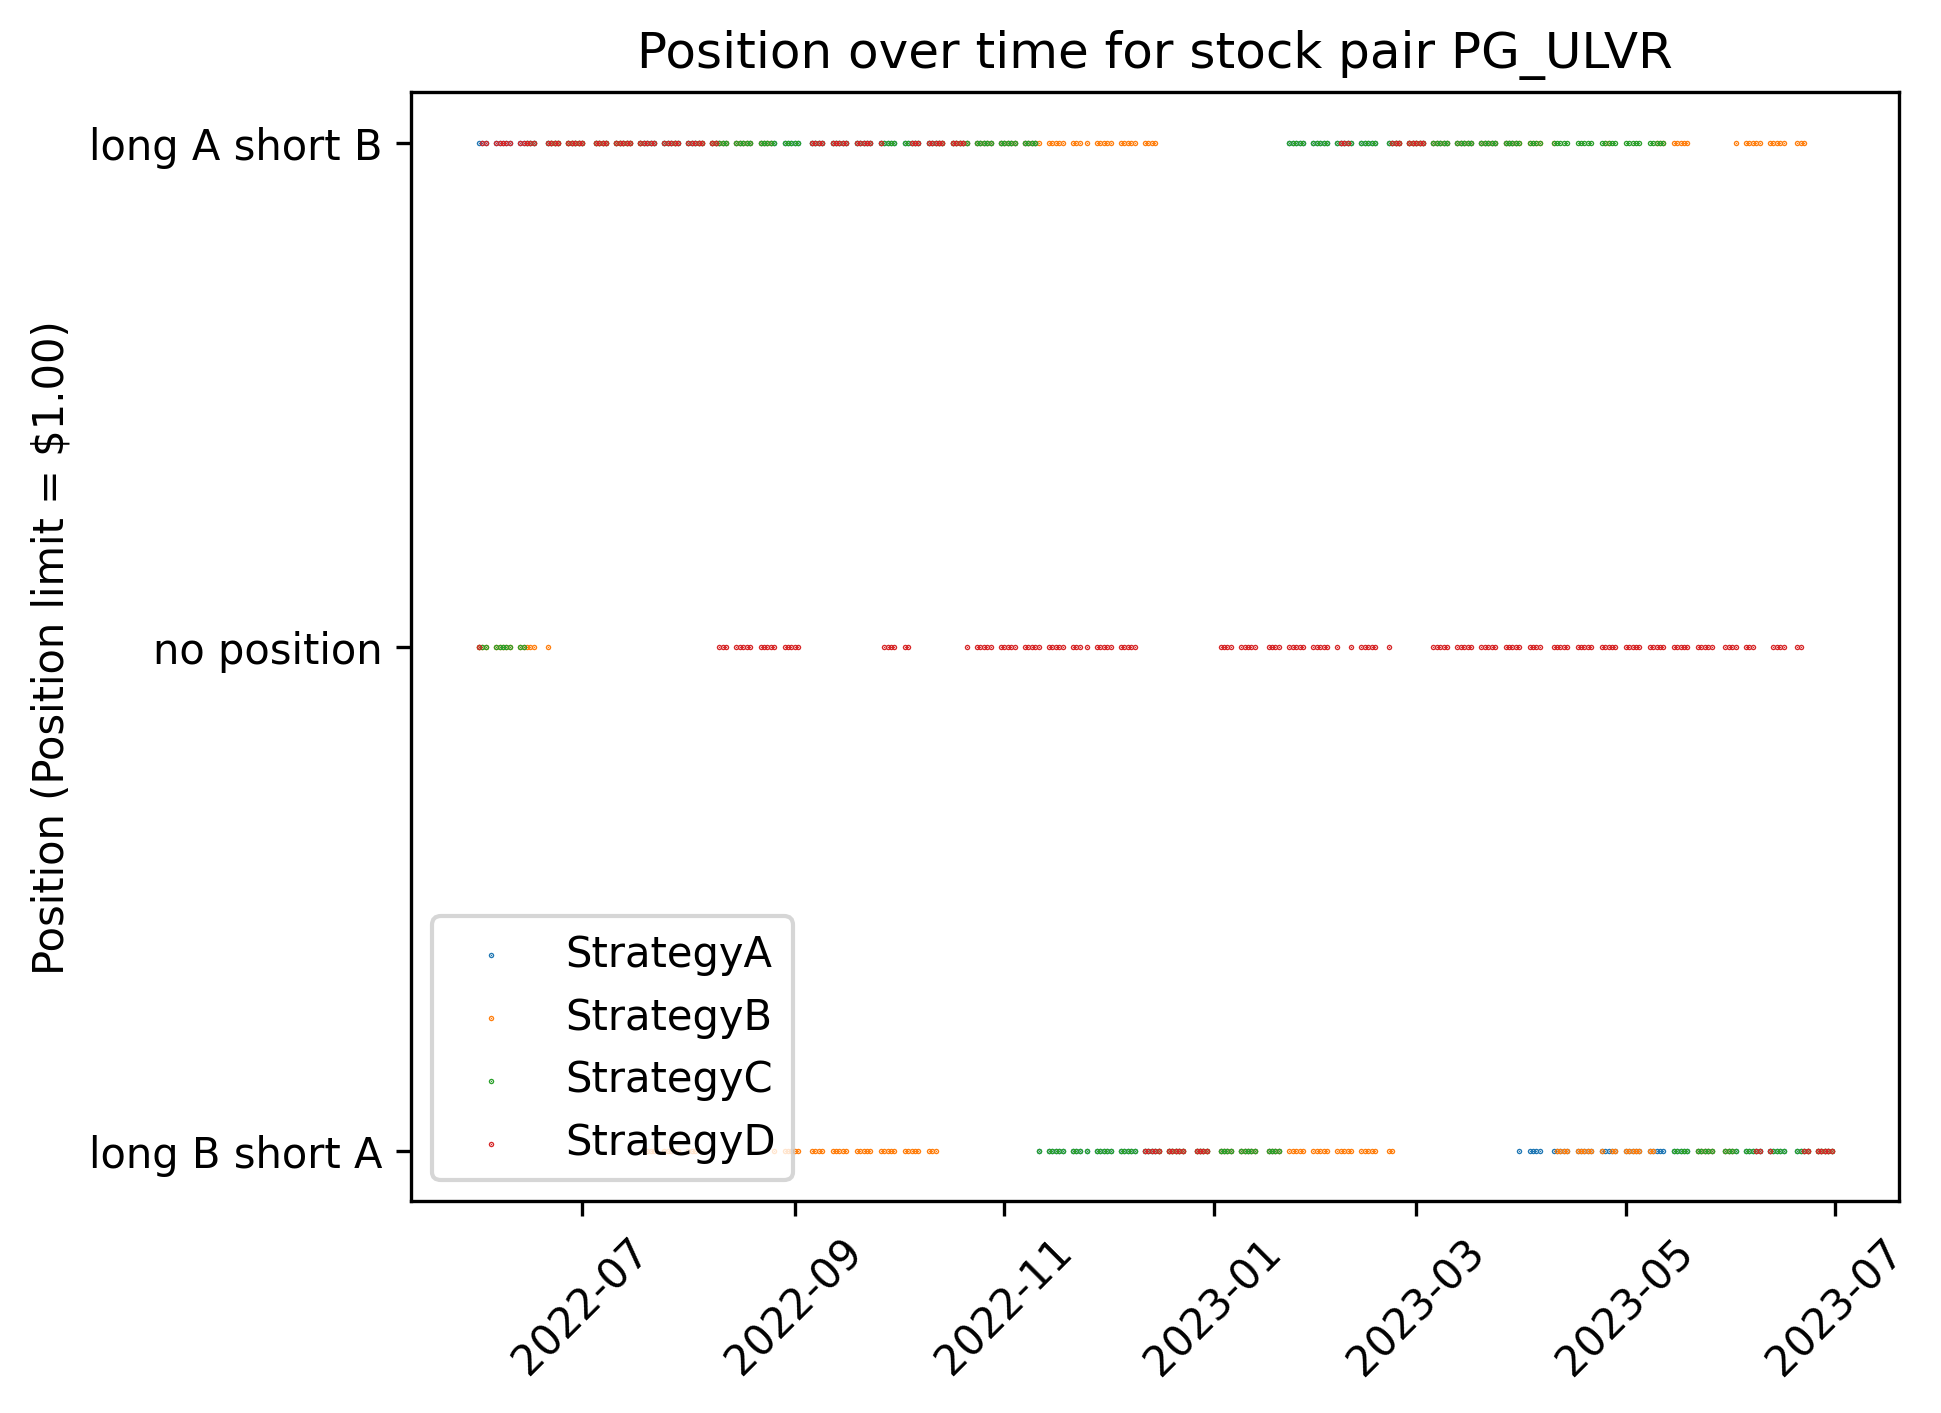 Position over time for stock pair PG_ULVR
Position (Position limit = $1.00)
long A short B
no position
long B short A
StrategyA
StrategyB
StrategyC
StrategyD
2022-07
2022-09
2022-11
2023-01
2023-03
2023-05
2023-07